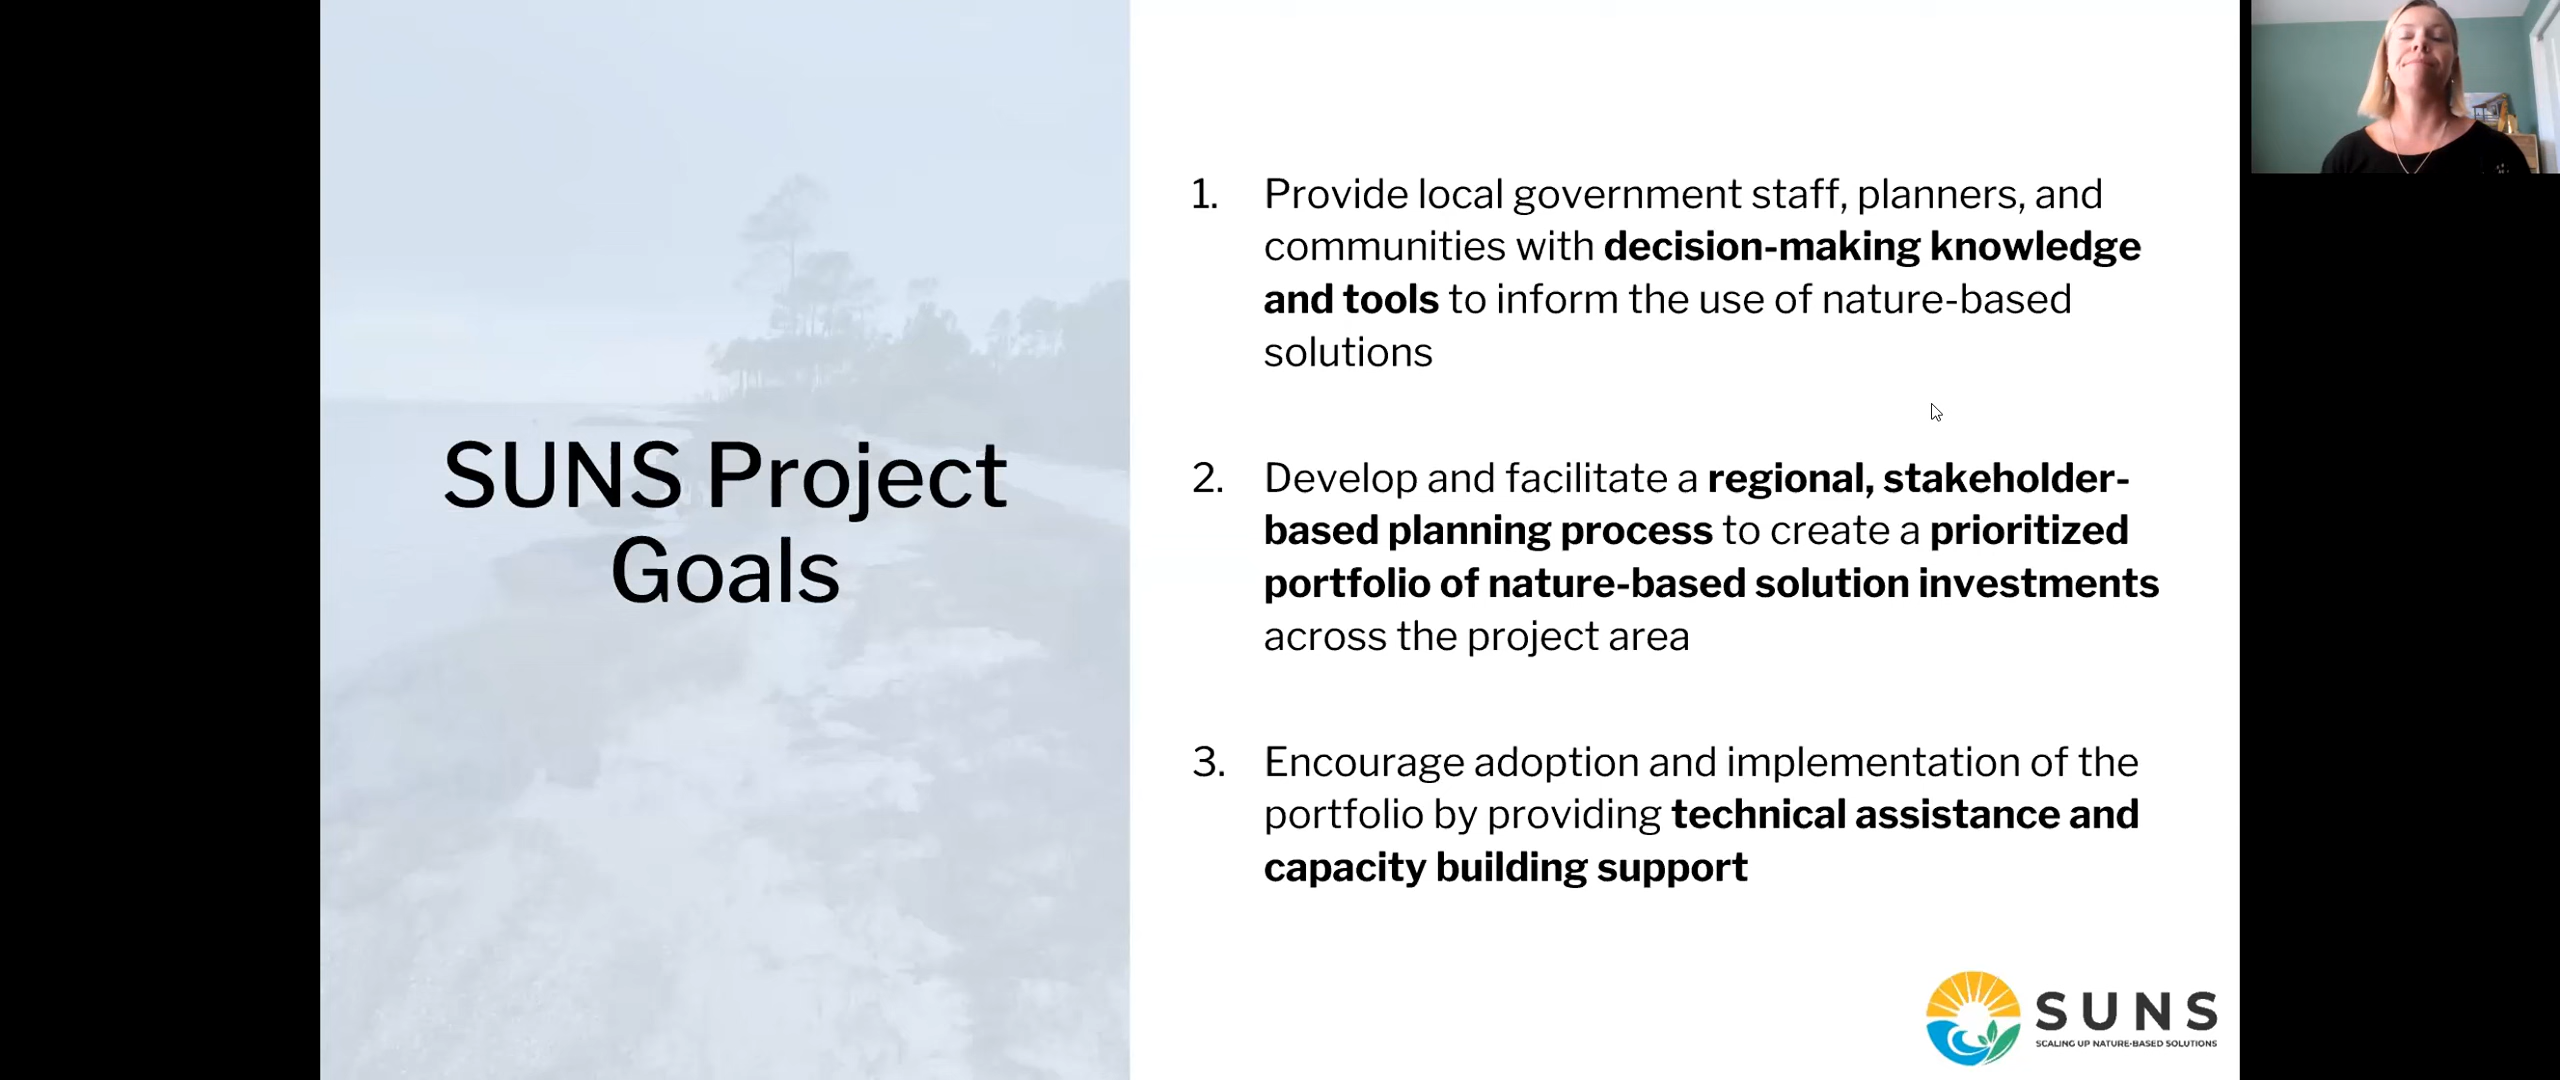 SUNS Project
Goals
1. Provide local government staff, planners, and
communities with decision-making knowledge
and tools to inform the use of nature-based
solutions
2. Develop and facilitate a regional, stakeholder-
based planning process to create a prioritized
portfolio of nature-based solution investments
across the project area
3. Encourage adoption and implementation of the
portfolio by providing technical assistance and
capacity building support
SUNS
SCALING UP NATURE-BASED SOLUTIONS